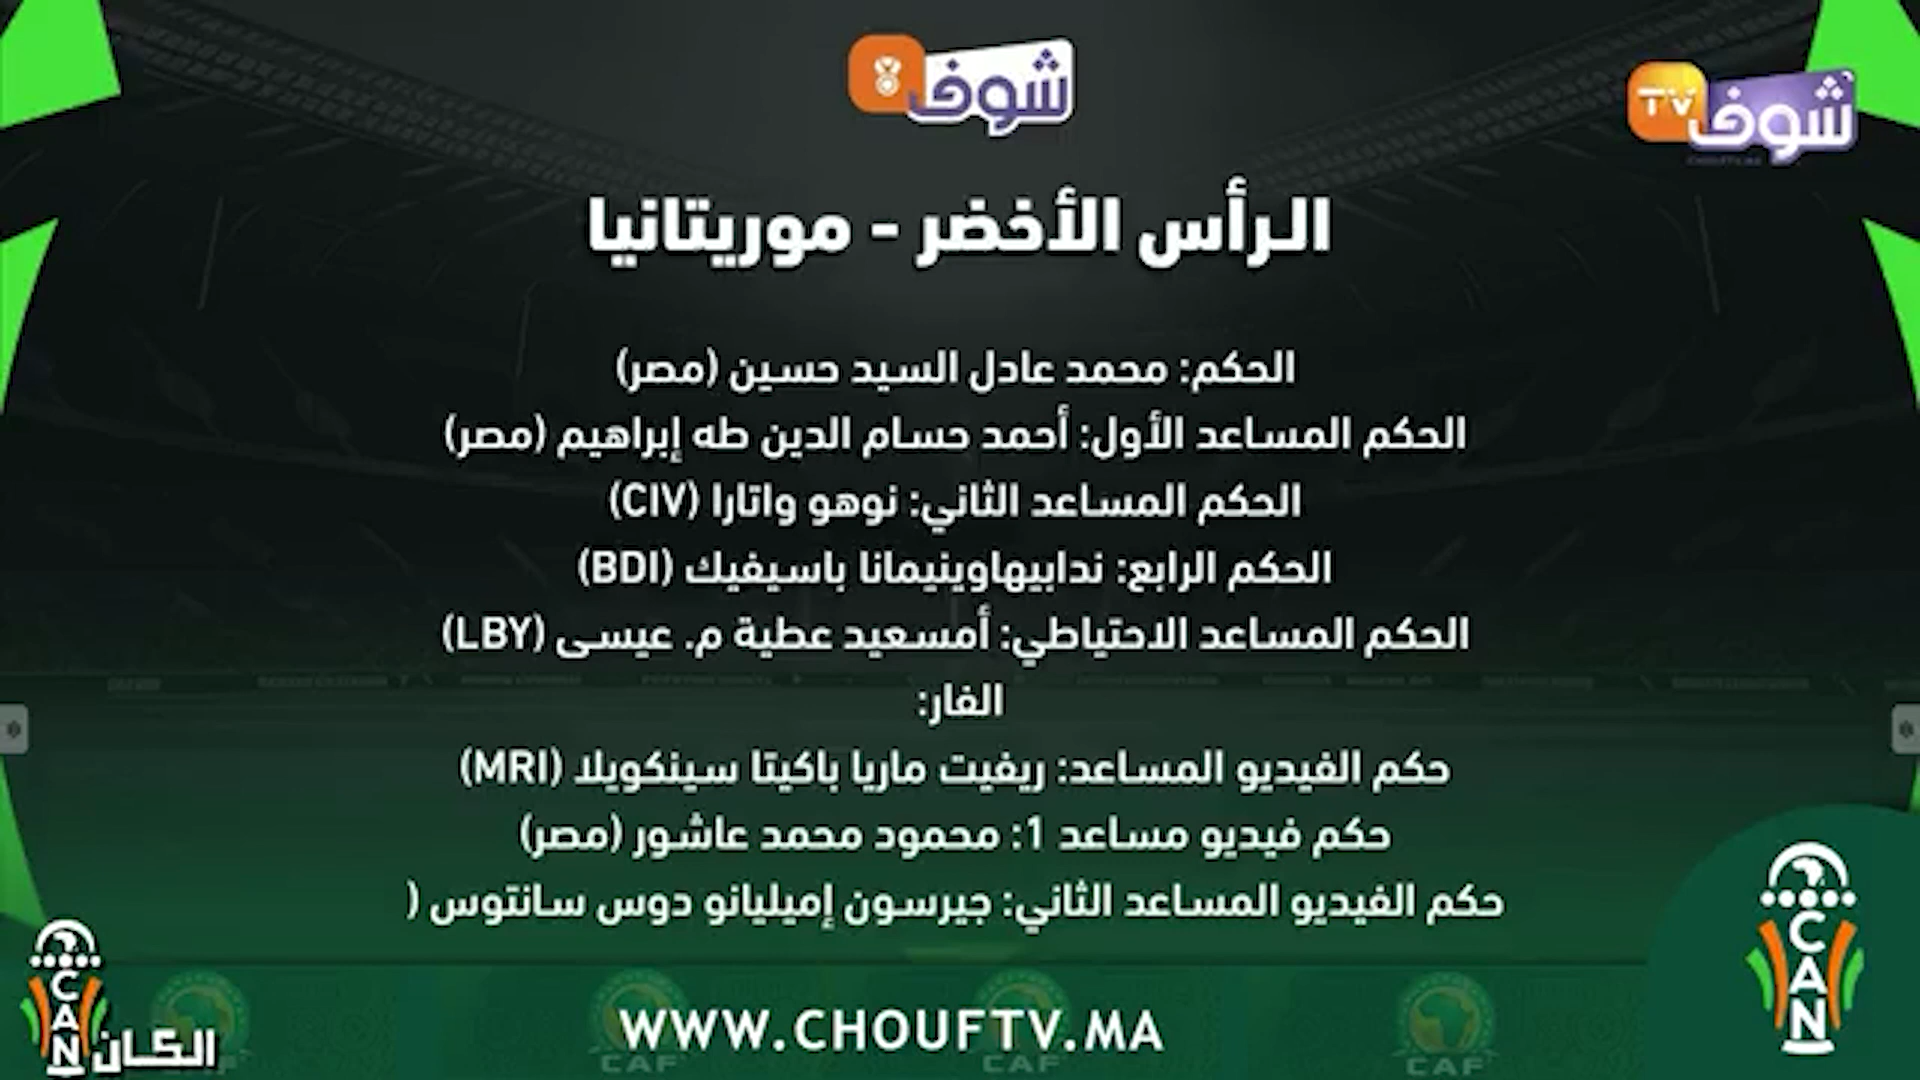 شوف
شوف TV
الرأس الأخضر - موريتانيا
الحكم: محمد عادل السيد حسين (مصر)
الحكم المساعد الأول: أحمد حسام الدين طه إبراهيم (مصر)
الحكم المساعد الثاني: نوهو واتارا (CIV)
الحكم الرابع: ندابيهاوينيمانا باسيفيك (BDI)
الحكم المساعد الاحتياطي: أمسعيد عطية م. عيسى (LBY)
الفار:
حكم الفيديو المساعد: ريفيت ماريا باكيتا سينكويلا (MRI)
حكم فيديو مساعد 1: محمود محمد عاشور (مصر)
حكم الفيديو المساعد الثاني: جيرسون إميليانو دوس سانتوس (
CAN
CAN
الكان
WWW.CHOUFTV.MA
CAF
CAF
CAF